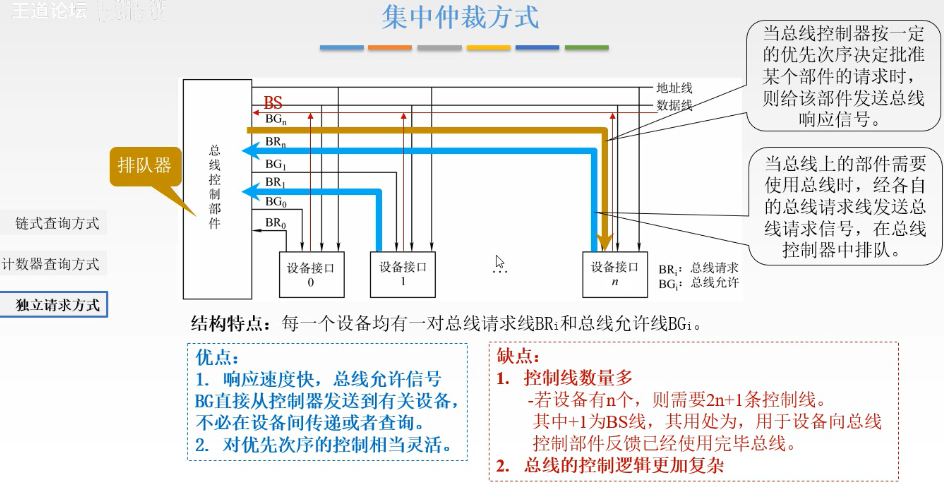 王道论坛
集中仲裁方式
当总线控制器按一定
的优先次序决定批准
某个部件的请求时，
则给该部件发送总线
响应信号。
地址线
数据线
BS
BGn
BRn
BG1
BR1
BG0
BR0
总线控制部件
排队器
当总线上的部件需要
使用总线时，经各自
的总线请求线发送总
线请求信号，在总线
控制器中排队。
链式查询方式
计数器查询方式
独立请求方式
设备接口
0
设备接口
1
...
设备接口
n
BRi：总线请求
BGi：总线允许
结构特点：每一个设备均有一对总线请求线BRi和总线允许线BGi。
优点：
1. 响应速度快，总线允许信号
BG直接从控制器发送到有关设备，
不必在设备间传递或者查询。
2. 对优先次序的控制相当灵活。
缺点：
1. 控制线数量多
-若设备有n个，则需要2n+1条控制线。
其中+1为BS线，其用处为，用于设备向总线
控制部件反馈已经使用完毕总线。
2. 总线的控制逻辑更加复杂